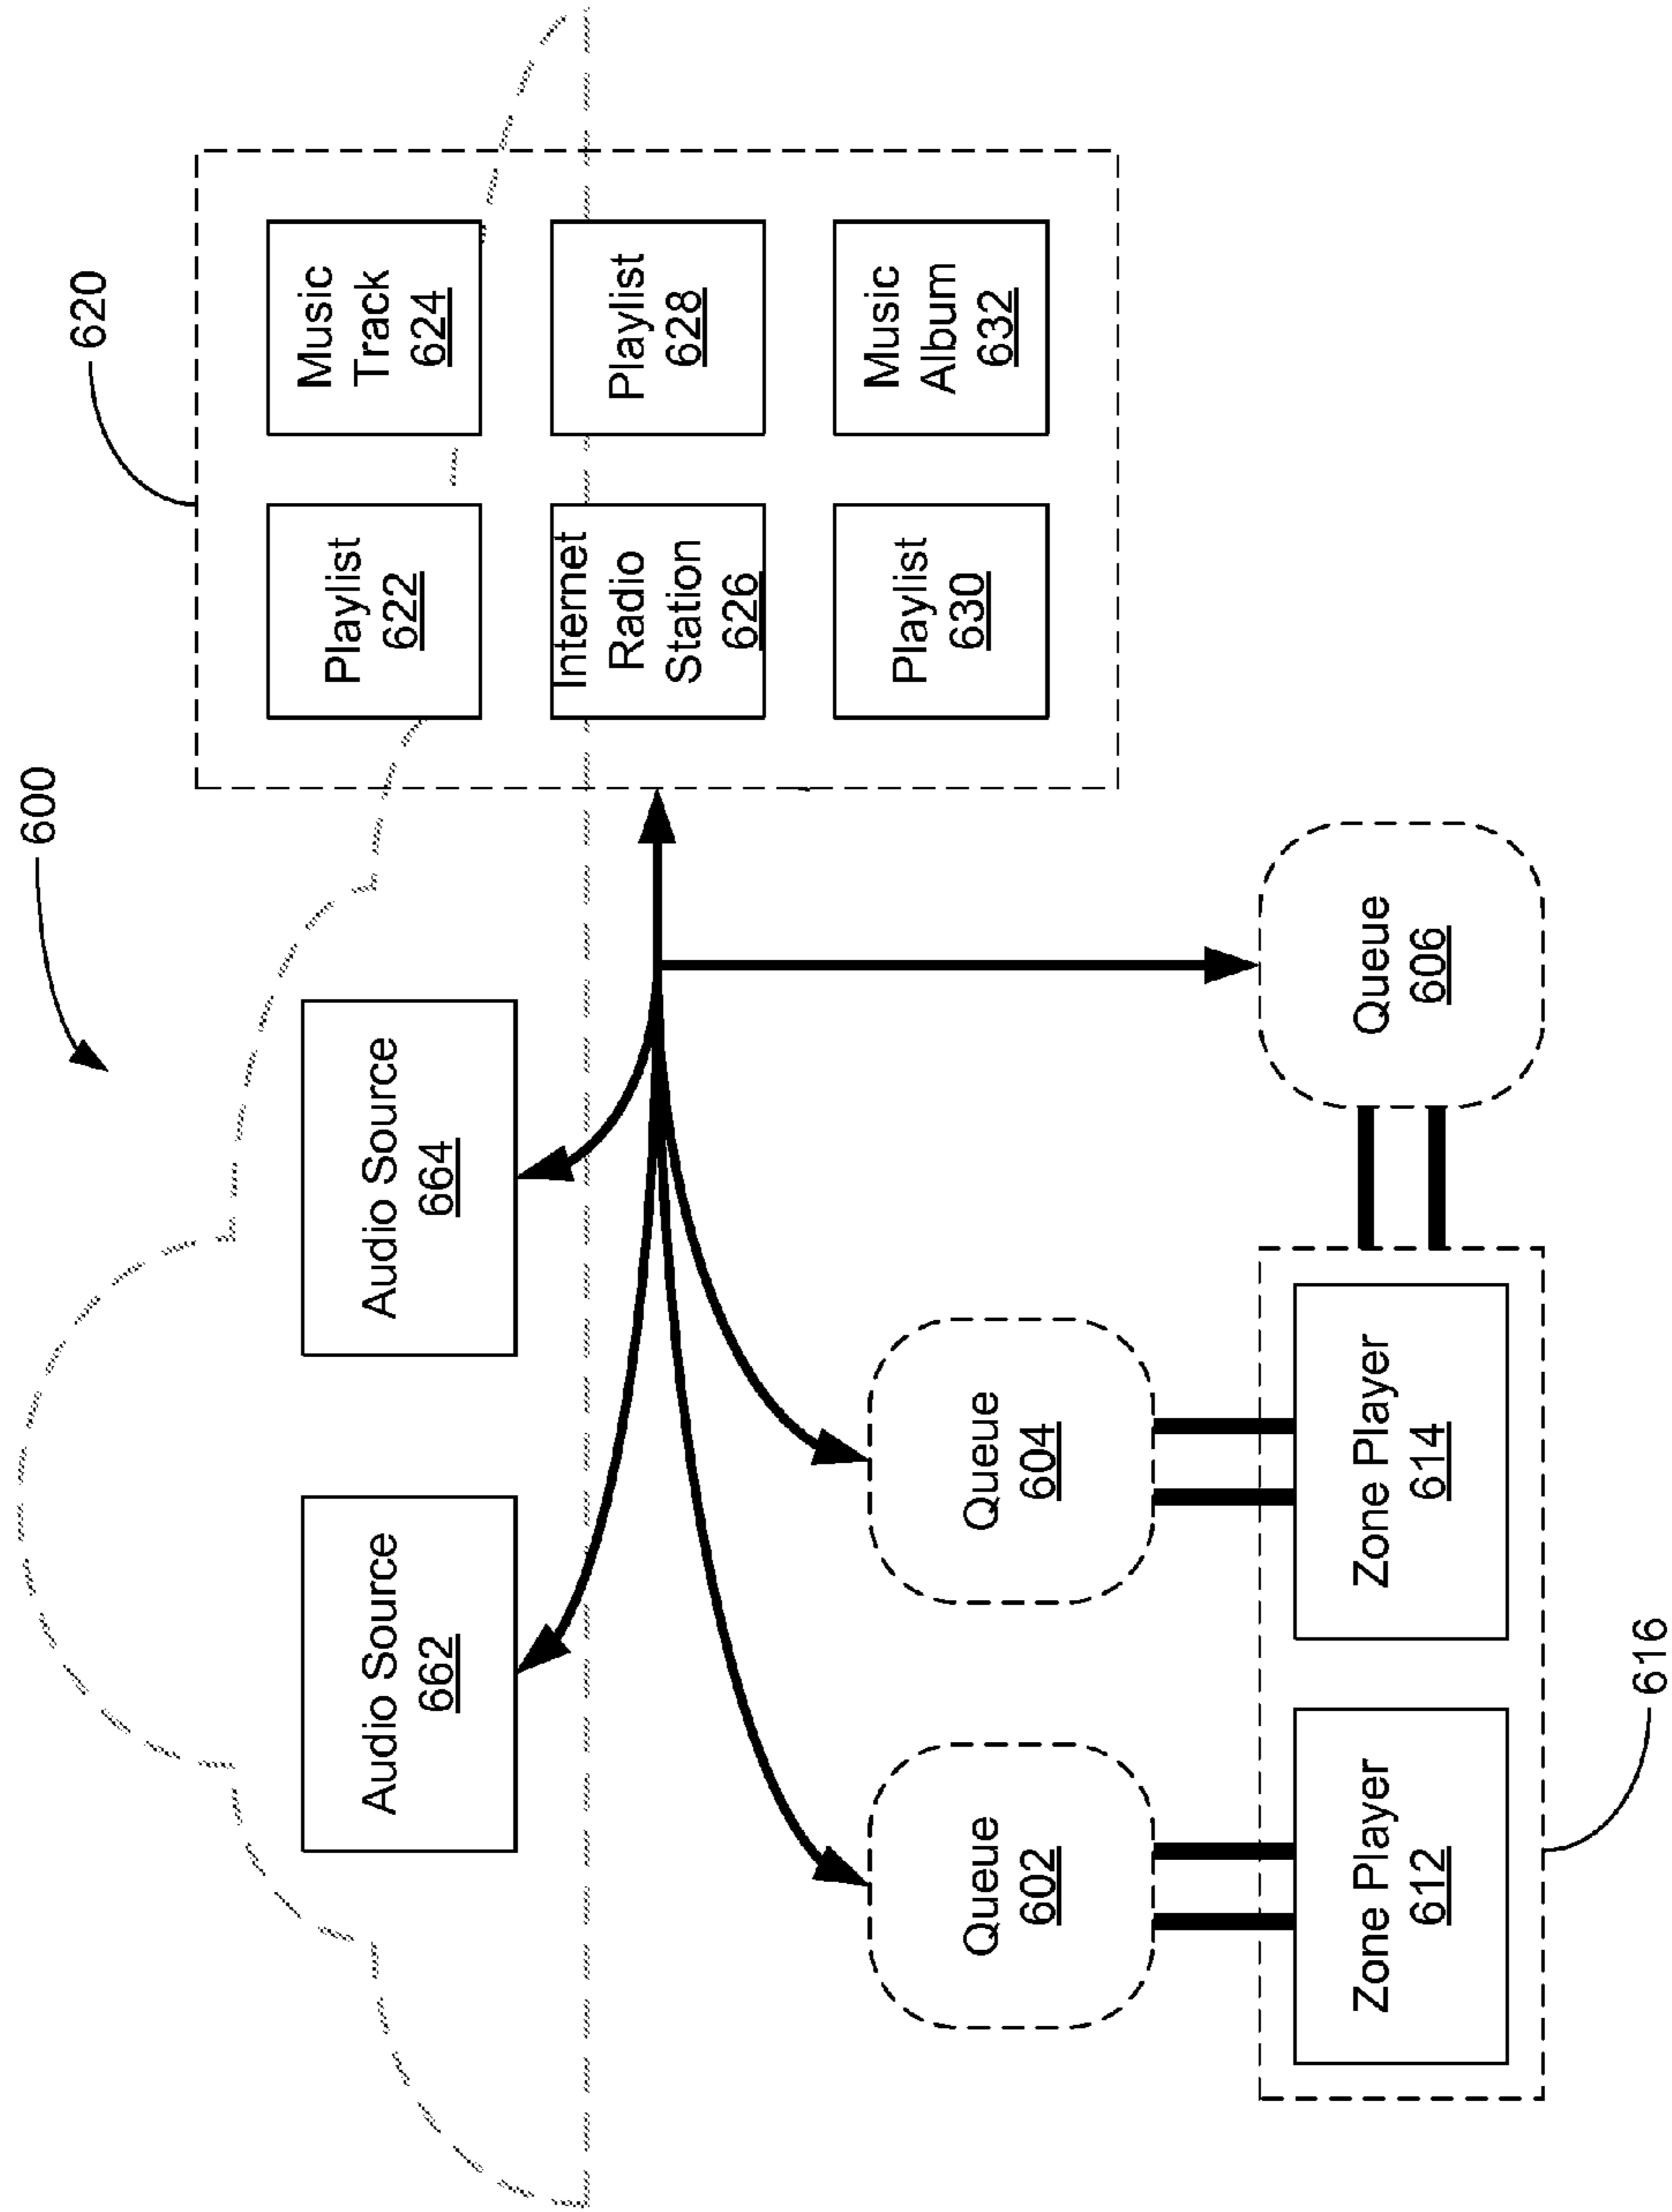 600
620
Audio Source
662
Audio Source
664
Playlist
622
Music
Track
624
Internet
Radio
Station
626
Playlist
628
Playlist
630
Music
Album
632
Queue
602
Queue
604
Queue
606
Zone Player
612
Zone Player
614
616